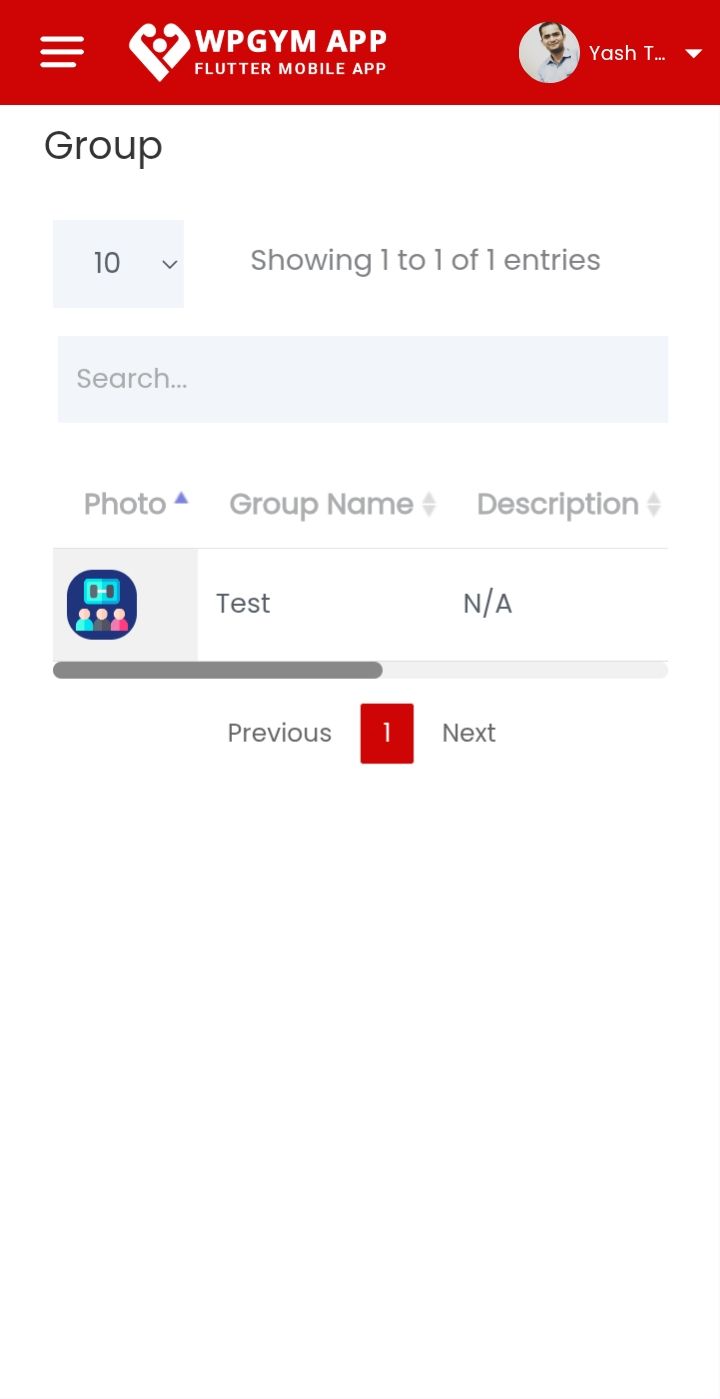 WPGYM APP
FLUTTER MOBILE APP
Yash T...
Group
10
Showing 1 to 1 of 1 entries
Search...
Photo Group Name Description
Test N/A
Previous 1 Next